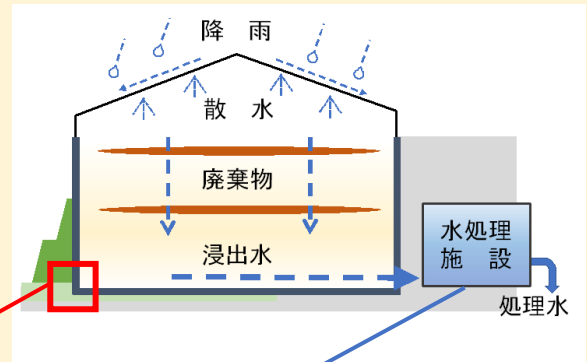 降　雨
散　水
廃棄物
浸出水
水処理
施　設
処理水